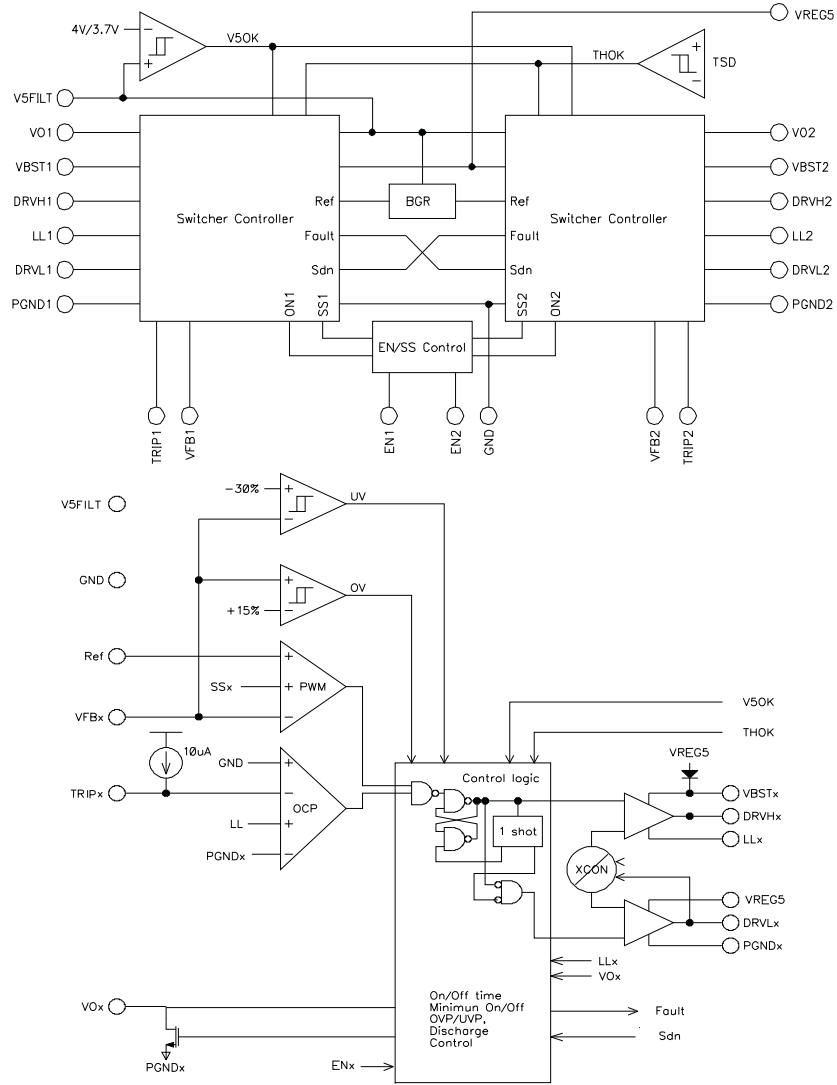 4V/3.7V
V5OK
VREG5
THOK
TSD
V5FILT
VO1
VO2
VBST1
VBST2
DRVH1
DRVH2
LL1
LL2
DRVL1
DRVL2
PGND1
PGND2
Switcher Controller
Switcher Controller
Ref
BGR
Ref
Fault
Fault
Sdn
Sdn
ON1
SS1
SS2
ON2
EN/SS Control
TRIP1
VFB1
EN1
EN2
GND
VFB2
TRIP2
V5FILT
-30%
UV
GND
+15%
OV
Ref
SSx
PWM
VFBx
10uA
GND
TRIPx
OCP
LL
PGNDx
V5OK
THOK
Control logic
1 shot
VREG5
VBSTx
DRVHx
LLx
XCON
VREG5
DRVLx
PGNDx
LLx
VOx
VOx
On/Off time
Minimun On/Off
OVP/UVP,
Discharge
Control
Fault
Sdn
PGNDx
ENx